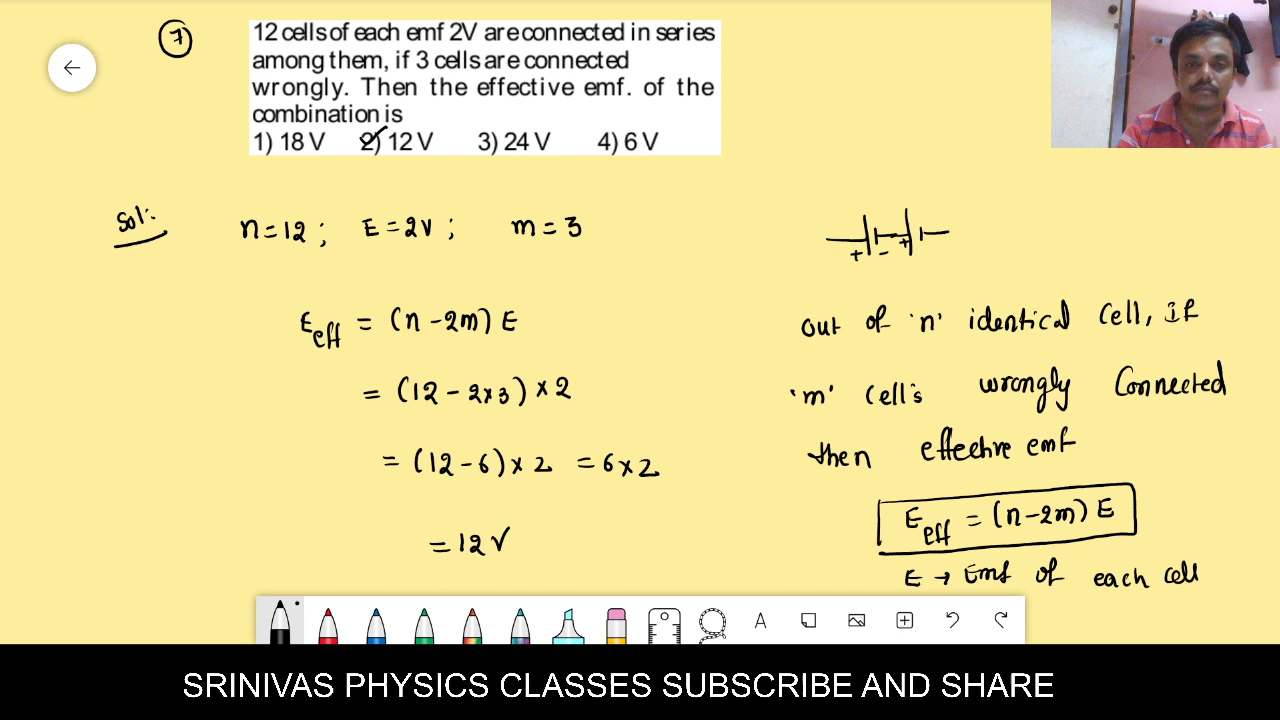 7
12 cells of each emf 2V are connected in series
among them, if 3 cells are connected
wrongly. Then the effective emf. of the
combination is
1) 18 V 2) 12 V 3) 24 V 4) 6 V
Sol:
n = 12 ; E = 2V ; m = 3
E eff = (n - 2m) E
= (12 - 2×3) × 2
= (12 - 6) × 2 = 6 × 2
= 12 V
+ - +
out of 'n' identical cell, if
'm' cell's wrongly connected
then effective emf
E eff = (n - 2m) E
E → Emf of each cell
A
SRINIVAS PHYSICS CLASSES SUBSCRIBE AND SHARE